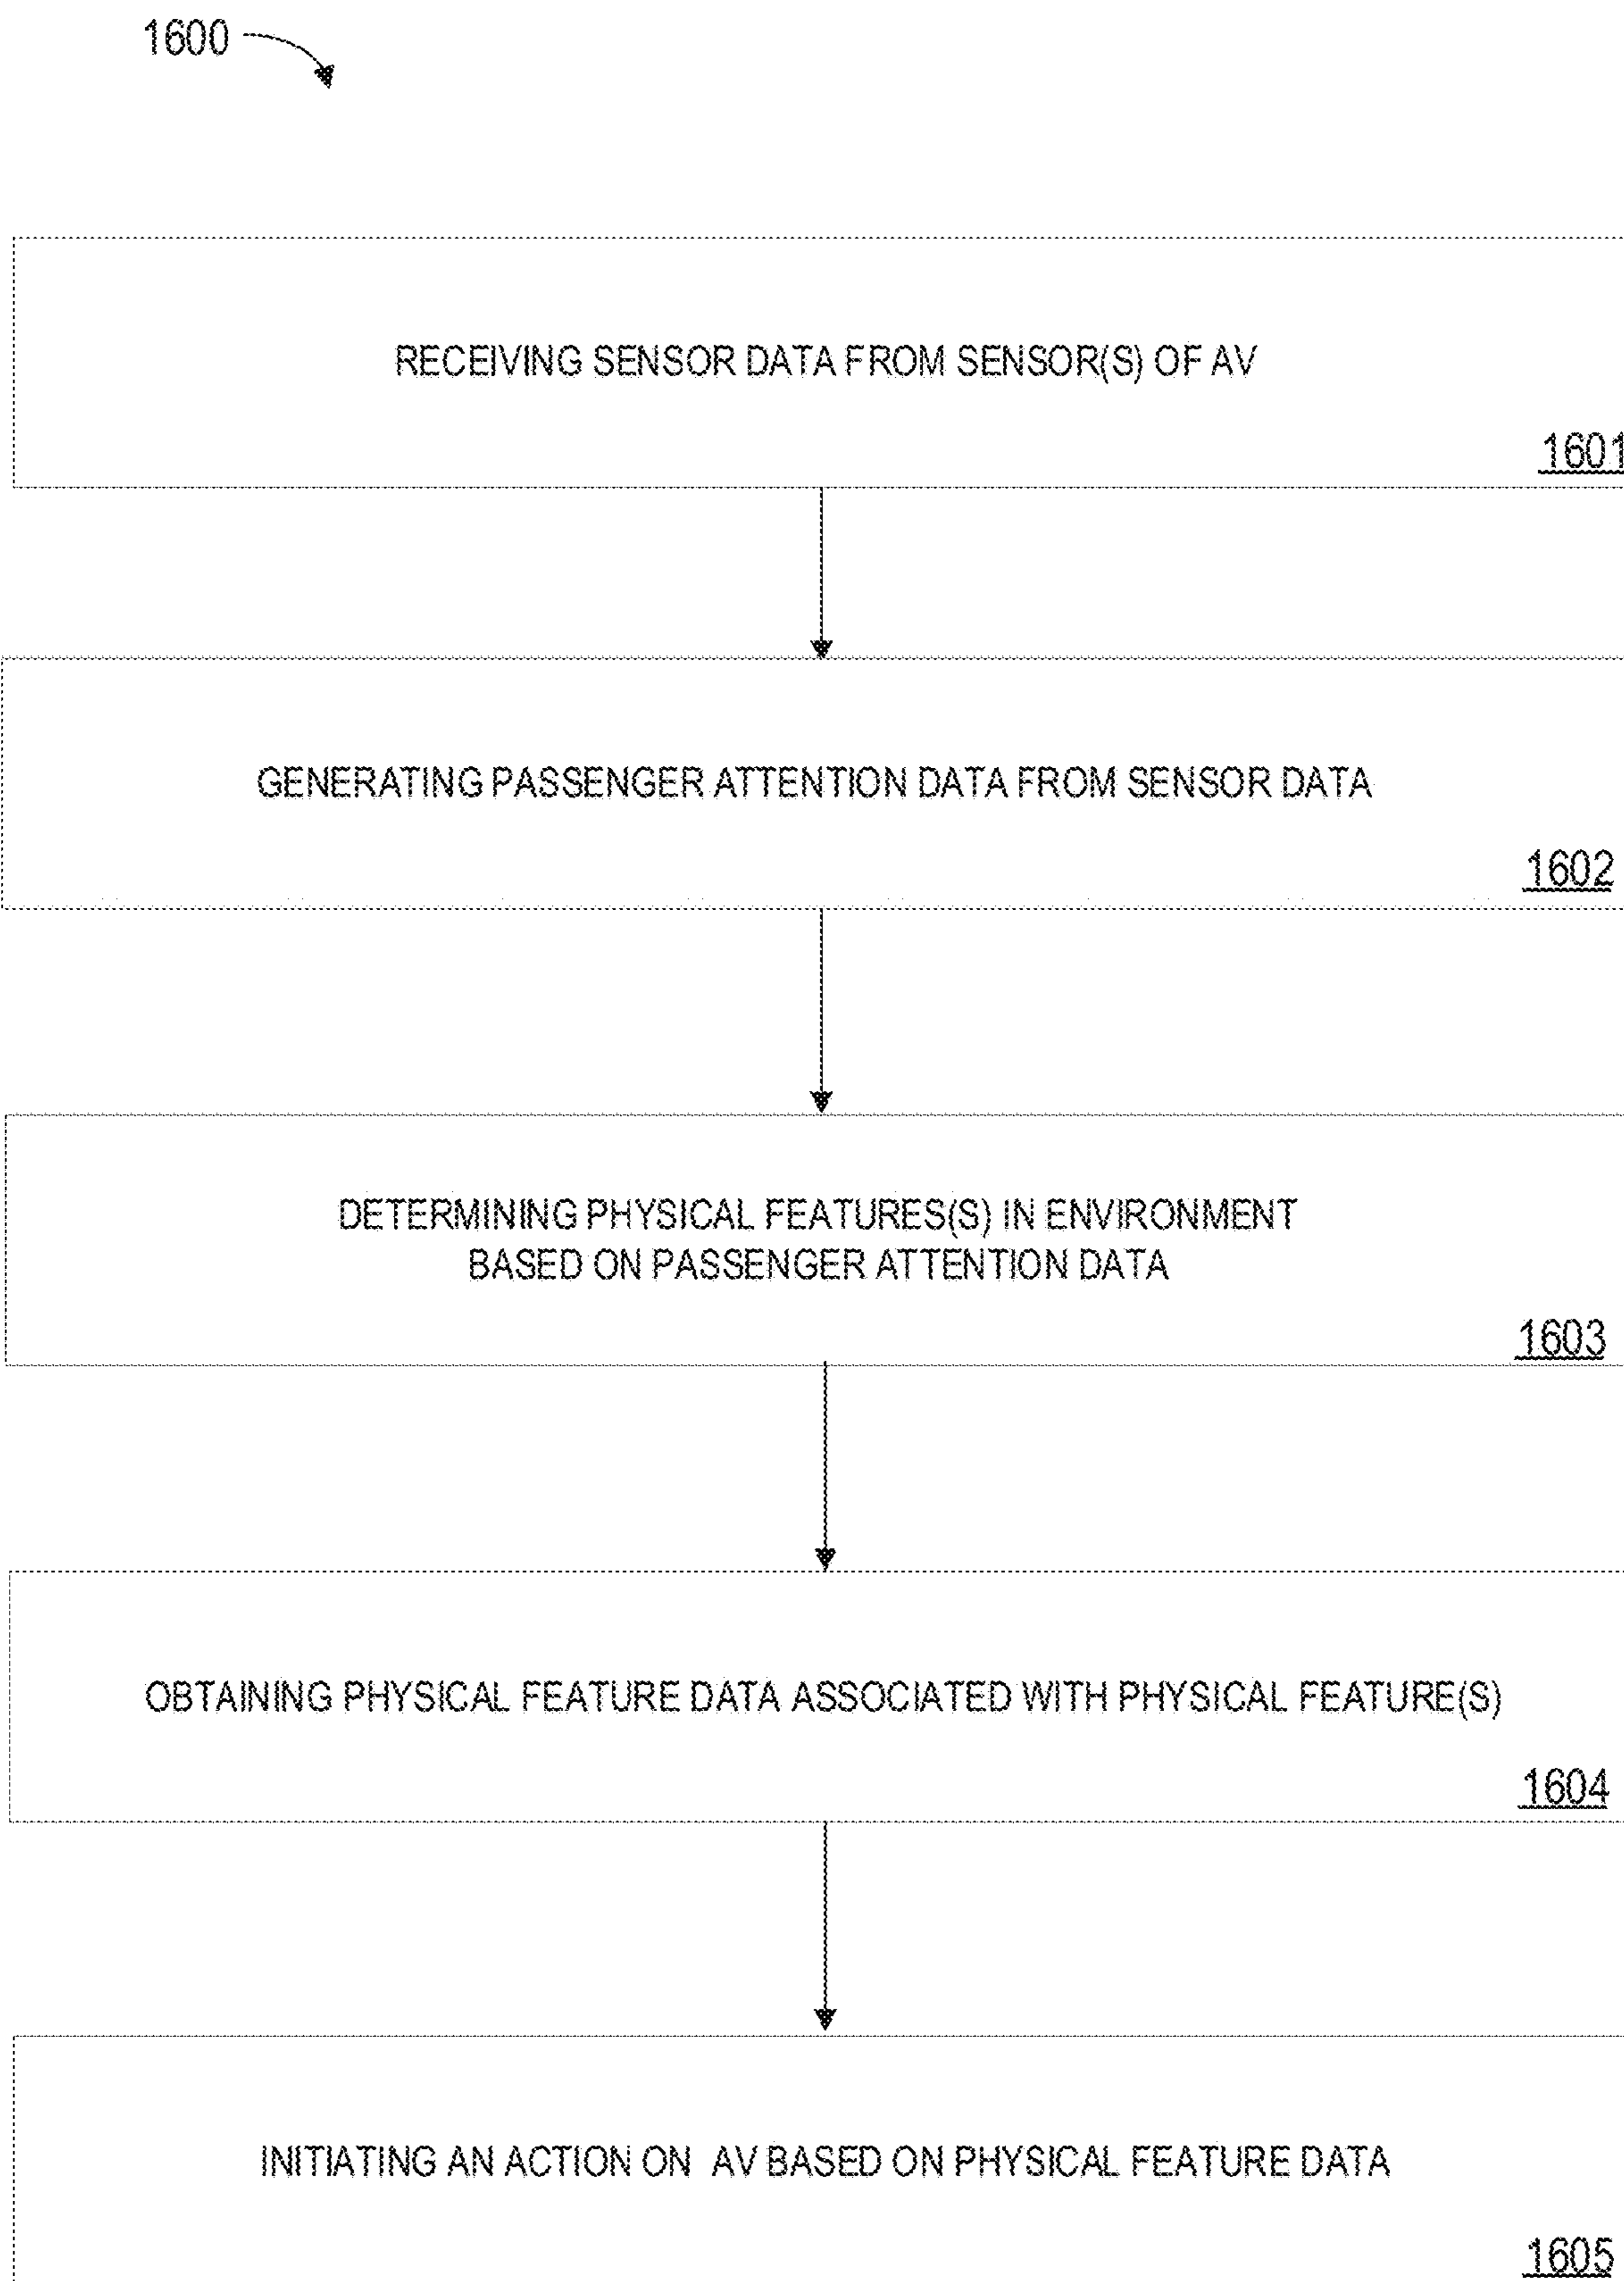 1600
RECEIVING SENSOR DATA FROM SENSOR(S) OF AV
1601
GENERATING PASSENGER ATTENTION DATA FROM SENSOR DATA
1602
DETERMINING PHYSICAL FEATURES(S) IN ENVIRONMENT
BASED ON PASSENGER ATTENTION DATA
1603
OBTAINING PHYSICAL FEATURE DATA ASSOCIATED WITH PHYSICAL FEATURE(S)
1604
INITIATING AN ACTION ON AV BASED ON PHYSICAL FEATURE DATA
1605